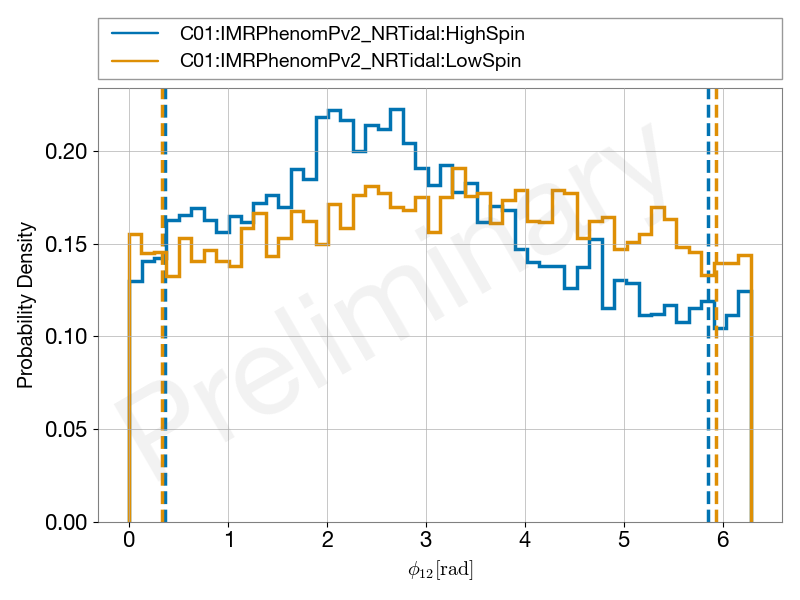 C01:IMRPhenomPv2_NRTidal:HighSpin
C01:IMRPhenomPv2_NRTidal:LowSpin
Probability Density
0.20
0.15
0.10
0.05
0.00
Preliminary
0 1 2 3 4 5 6
ϕ₁₂[rad]